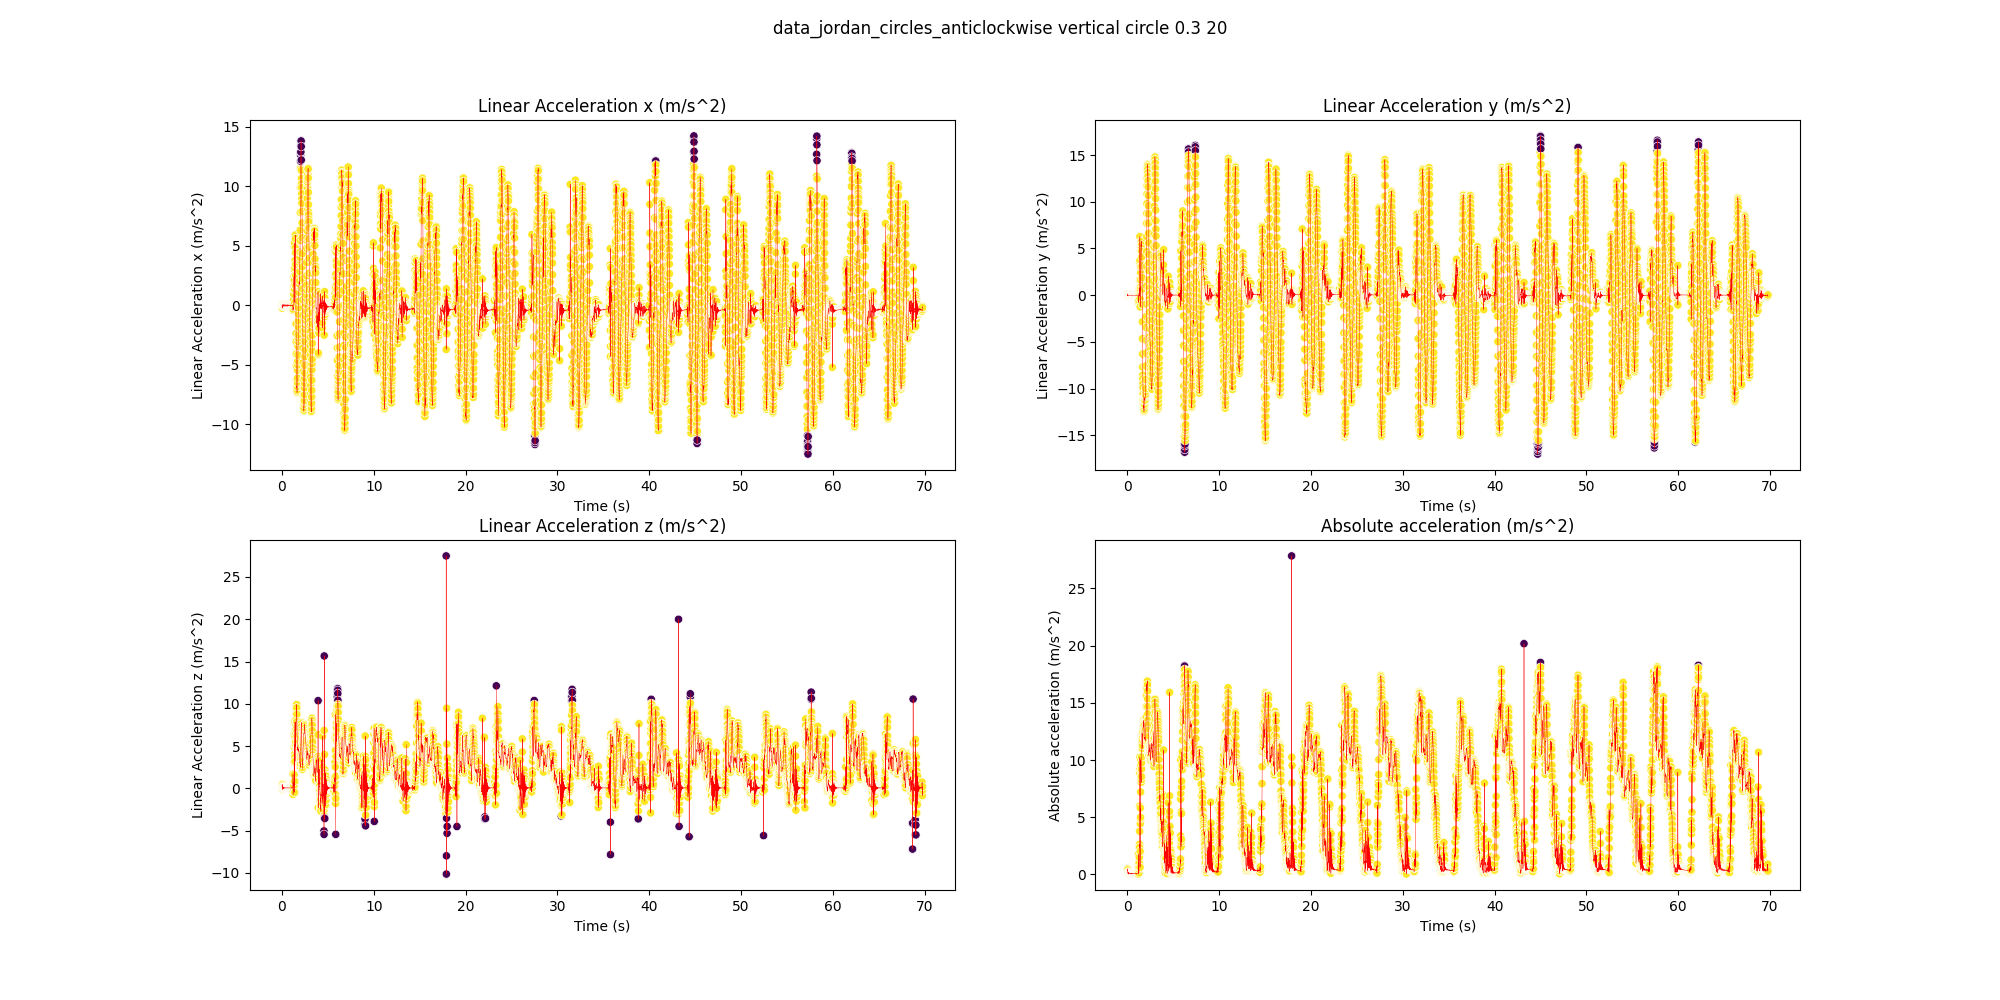 data_jordan_circles_anticlockwise vertical circle 0.3 20
Linear Acceleration x (m/s^2)
Linear Acceleration x (m/s^2)
15
10
5
0
−5
−10
0 10 20 30 40 50 60 70
Time (s)
Linear Acceleration y (m/s^2)
Linear Acceleration y (m/s^2)
15
10
5
0
−5
−10
−15
0 10 20 30 40 50 60 70
Time (s)
Linear Acceleration z (m/s^2)
Linear Acceleration z (m/s^2)
25
20
15
10
5
0
−5
−10
0 10 20 30 40 50 60 70
Time (s)
Absolute acceleration (m/s^2)
Absolute acceleration (m/s^2)
25
20
15
10
5
0
0 10 20 30 40 50 60 70
Time (s)